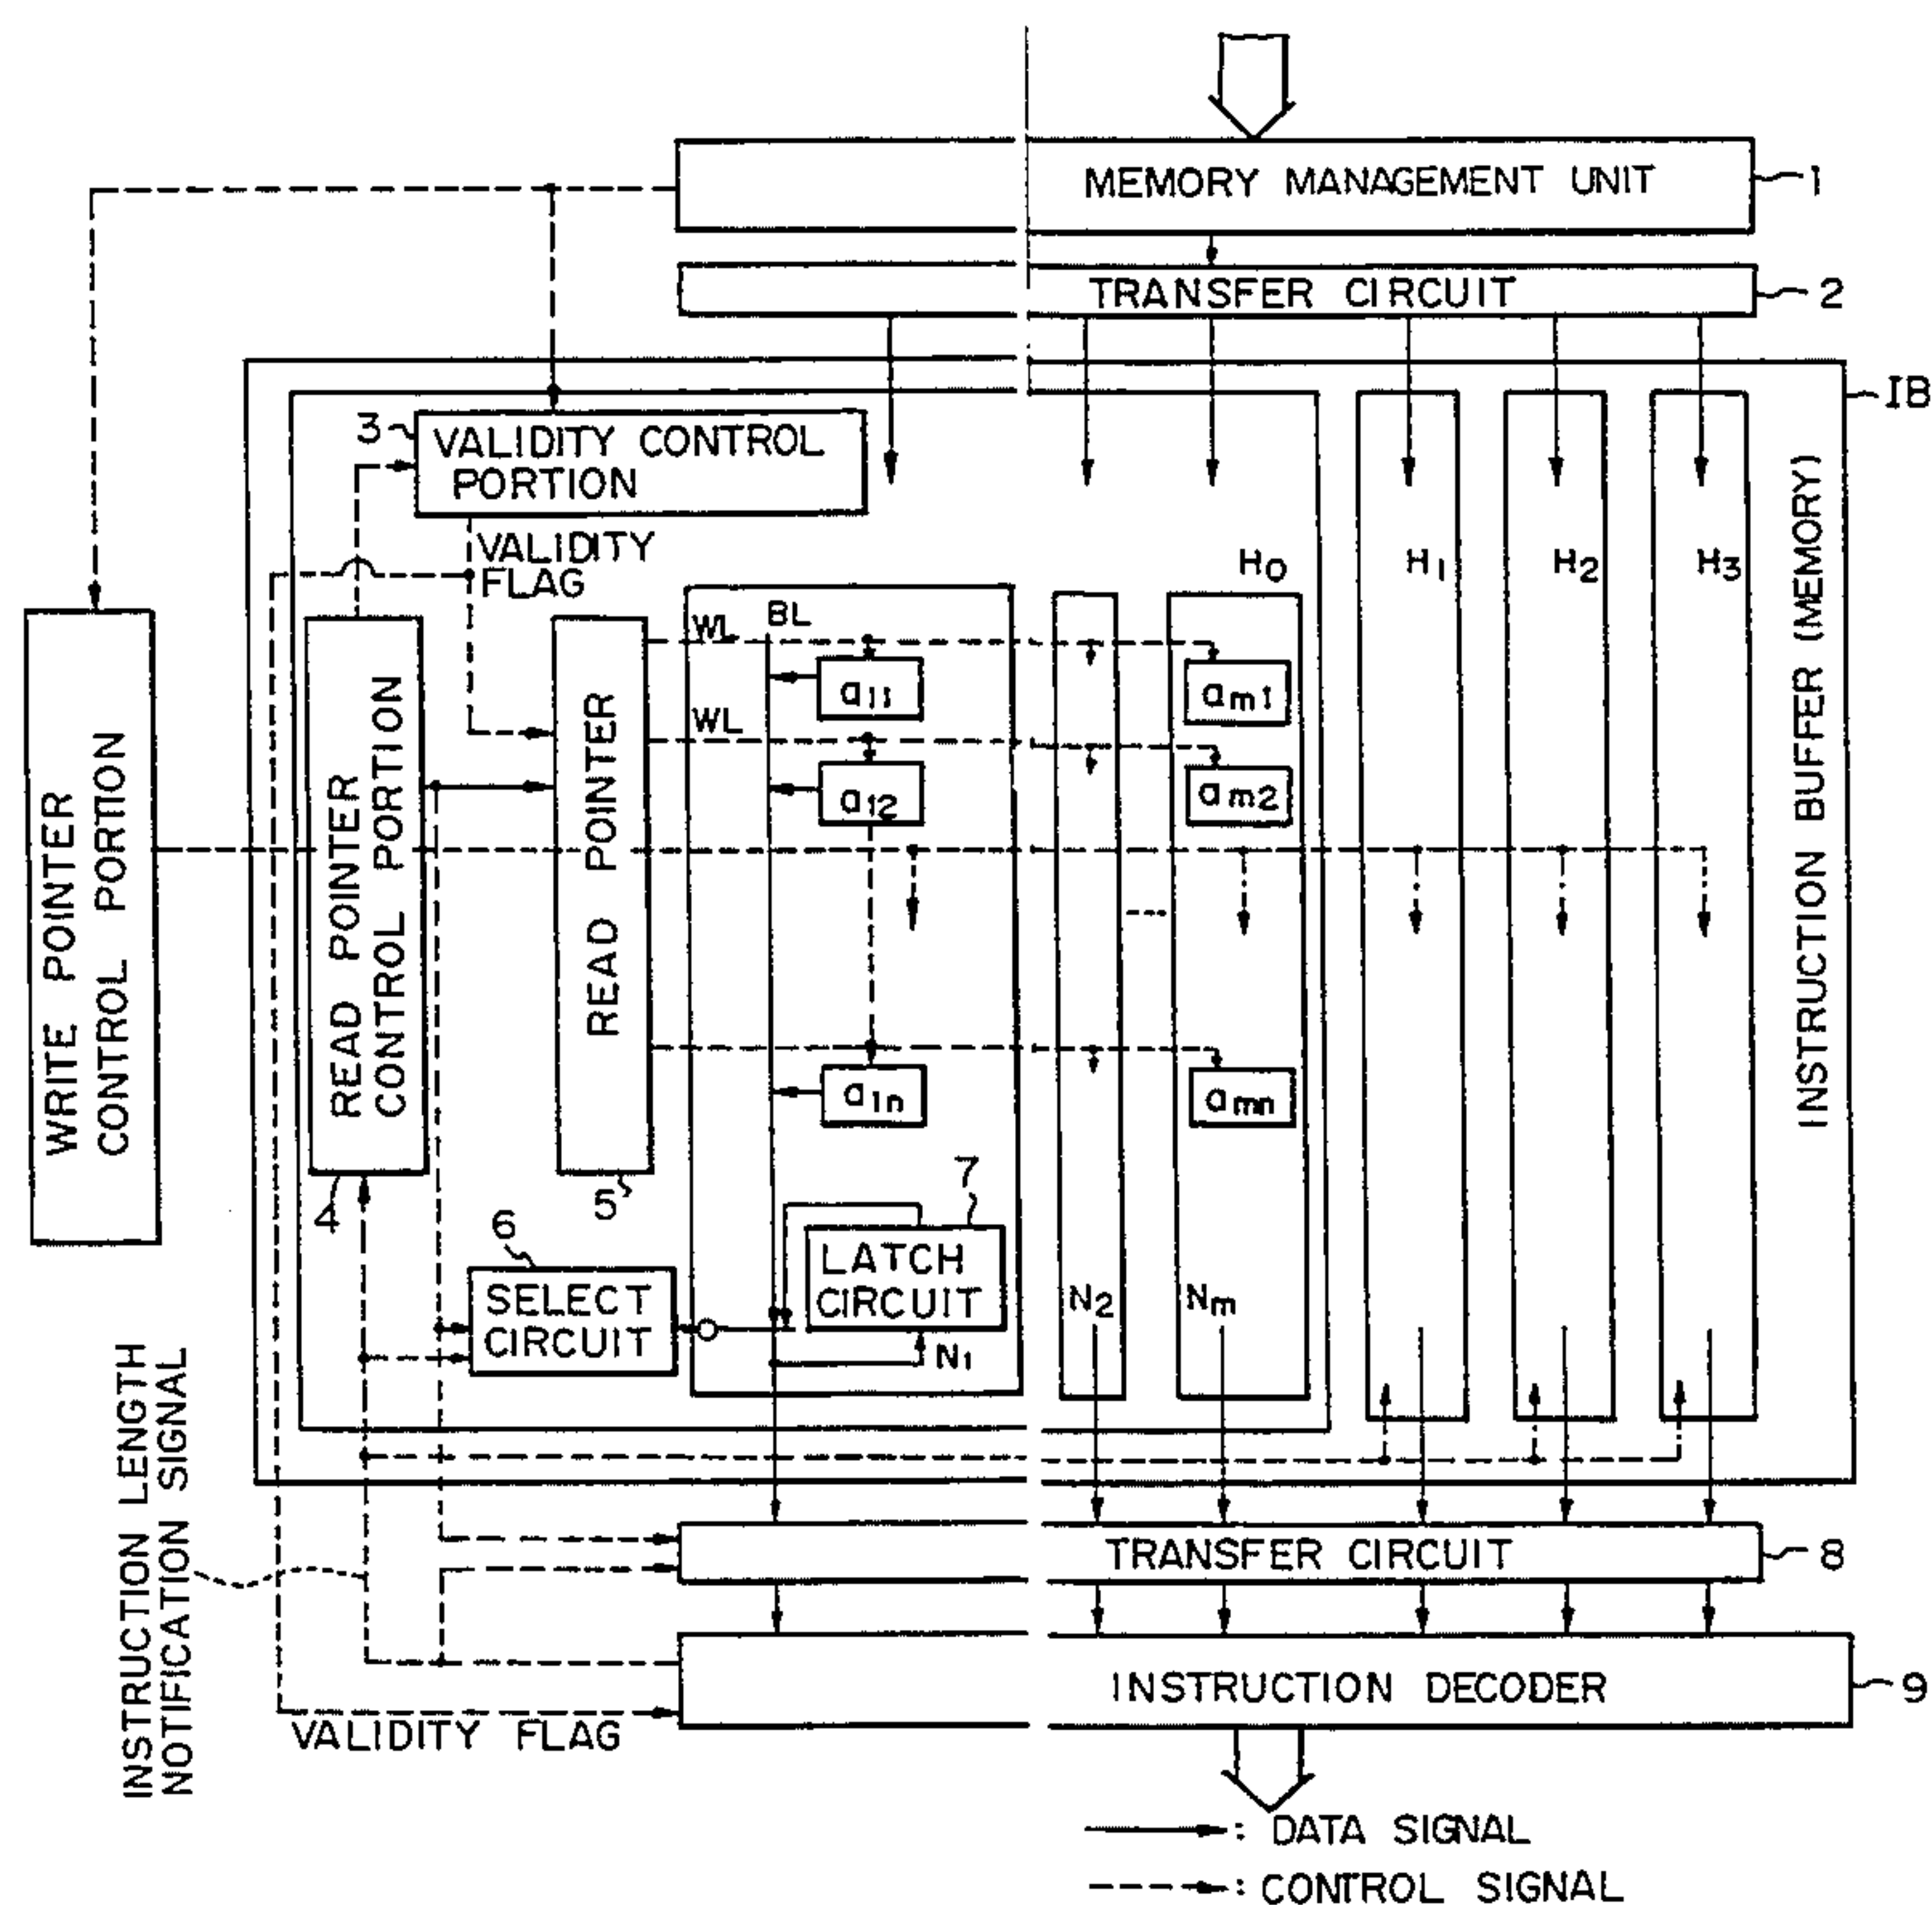 MEMORY MANAGEMENT UNIT
1
TRANSFER CIRCUIT
2
IB
3
VALIDITY CONTROL
PORTION
VALIDITY
FLAG
H0
H1
H2
H3
INSTRUCTION BUFFER (MEMORY)
WRITE POINTER
CONTROL PORTION
READ POINTER
CONTROL PORTION
4
READ POINTER
5
WL
BL
a11
am1
WL
a12
am2
a1n
amn
7
LATCH
CIRCUIT
6
SELECT
CIRCUIT
N1
N2
Nm
INSTRUCTION LENGTH
NOTIFICATION SIGNAL
TRANSFER CIRCUIT
8
INSTRUCTION DECODER
9
VALIDITY FLAG
: DATA SIGNAL
: CONTROL SIGNAL